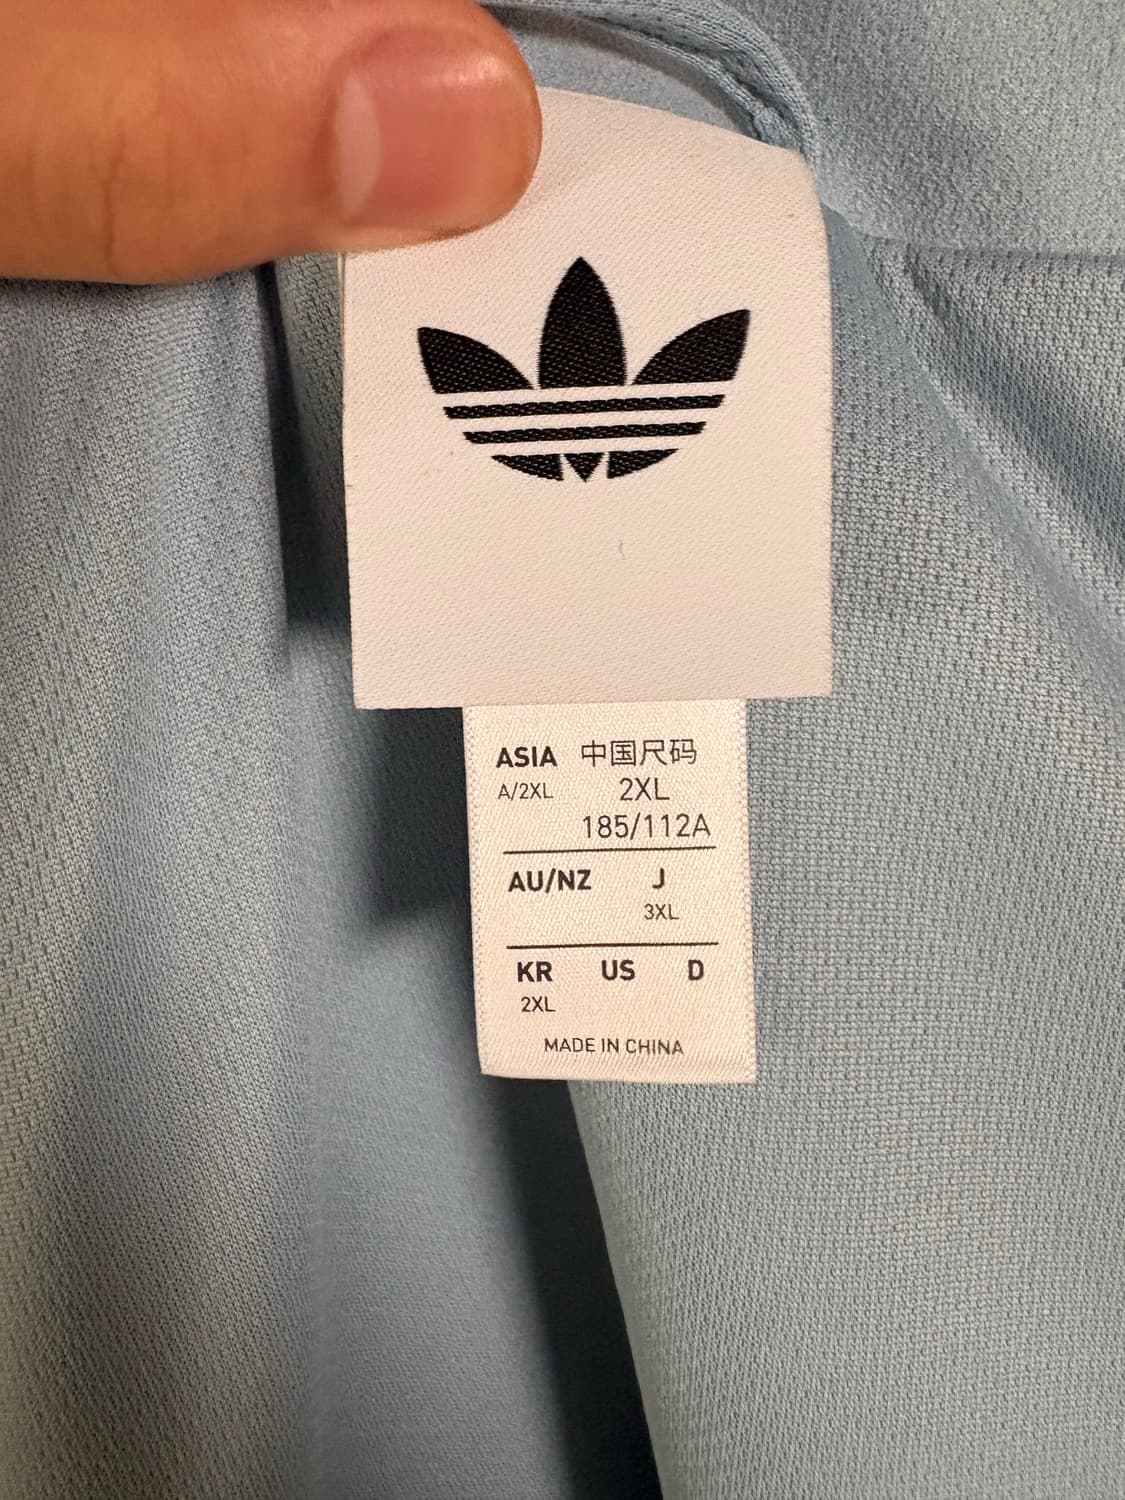 ASIA 中国尺码
A/2XL 2XL
185/112A
AU/NZ J
3XL
KR US D
2XL
MADE IN CHINA